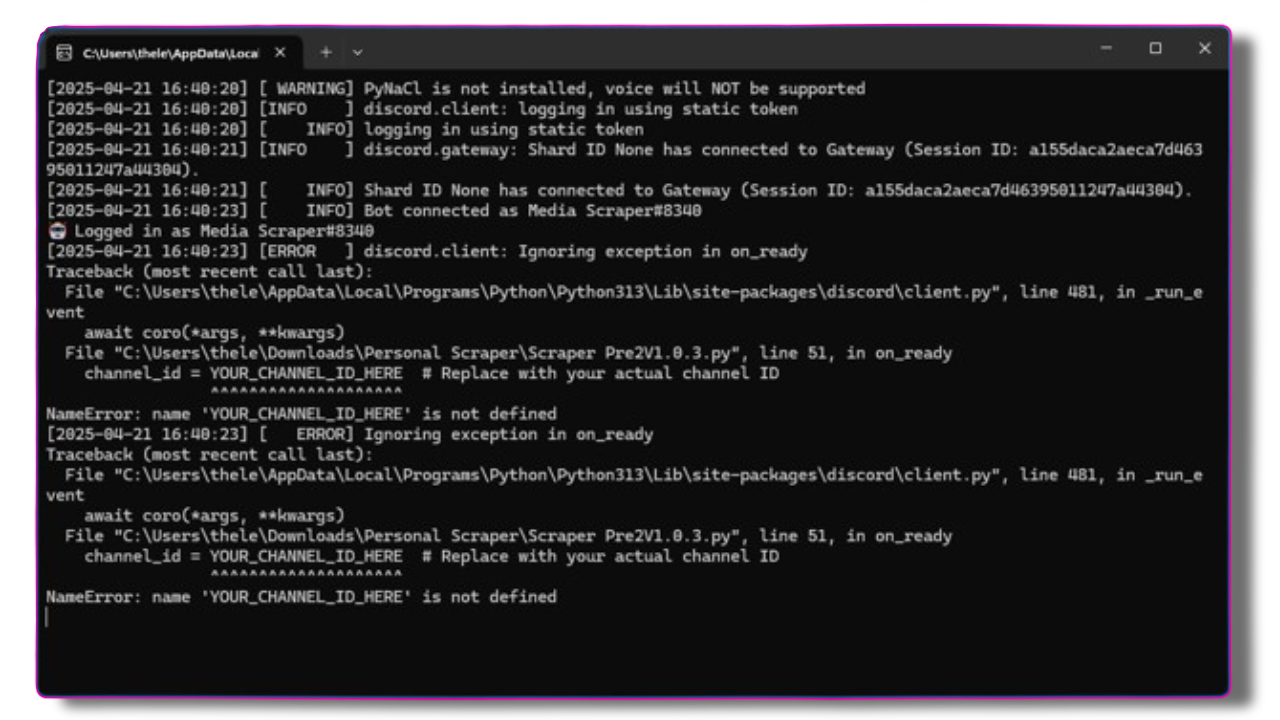 C:\Users\thele\AppData\Loca
[2025-04-21 16:40:20] [ WARNING] PyNaCl is not installed, voice will NOT be supported
[2025-04-21 16:40:20] [INFO    ] discord.client: logging in using static token
[2025-04-21 16:40:20] [    INFO] logging in using static token
[2025-04-21 16:40:21] [INFO    ] discord.gateway: Shard ID None has connected to Gateway (Session ID: a155daca2aeca7d463
95011247a44304).
[2025-04-21 16:40:21] [    INFO] Shard ID None has connected to Gateway (Session ID: a155daca2aeca7d46395011247a44304).
[2025-04-21 16:40:23] [    INFO] Bot connected as Media Scraper#8340
Logged in as Media Scraper#8340
[2025-04-21 16:40:23] [ERROR   ] discord.client: Ignoring exception in on_ready
Traceback (most recent call last):
  File "C:\Users\thele\AppData\Local\Programs\Python\Python313\Lib\site-packages\discord\client.py", line 481, in _run_e
vent
    await coro(*args, **kwargs)
  File "C:\Users\thele\Downloads\Personal Scraper\Scraper Pre2V1.0.3.py", line 51, in on_ready
    channel_id = YOUR_CHANNEL_ID_HERE  # Replace with your actual channel ID
                 ^^^^^^^^^^^^^^^^^^^^
NameError: name 'YOUR_CHANNEL_ID_HERE' is not defined
[2025-04-21 16:40:23] [   ERROR] Ignoring exception in on_ready
Traceback (most recent call last):
  File "C:\Users\thele\AppData\Local\Programs\Python\Python313\Lib\site-packages\discord\client.py", line 481, in _run_e
vent
    await coro(*args, **kwargs)
  File "C:\Users\thele\Downloads\Personal Scraper\Scraper Pre2V1.0.3.py", line 51, in on_ready
    channel_id = YOUR_CHANNEL_ID_HERE  # Replace with your actual channel ID
                 ^^^^^^^^^^^^^^^^^^^^
NameError: name 'YOUR_CHANNEL_ID_HERE' is not defined